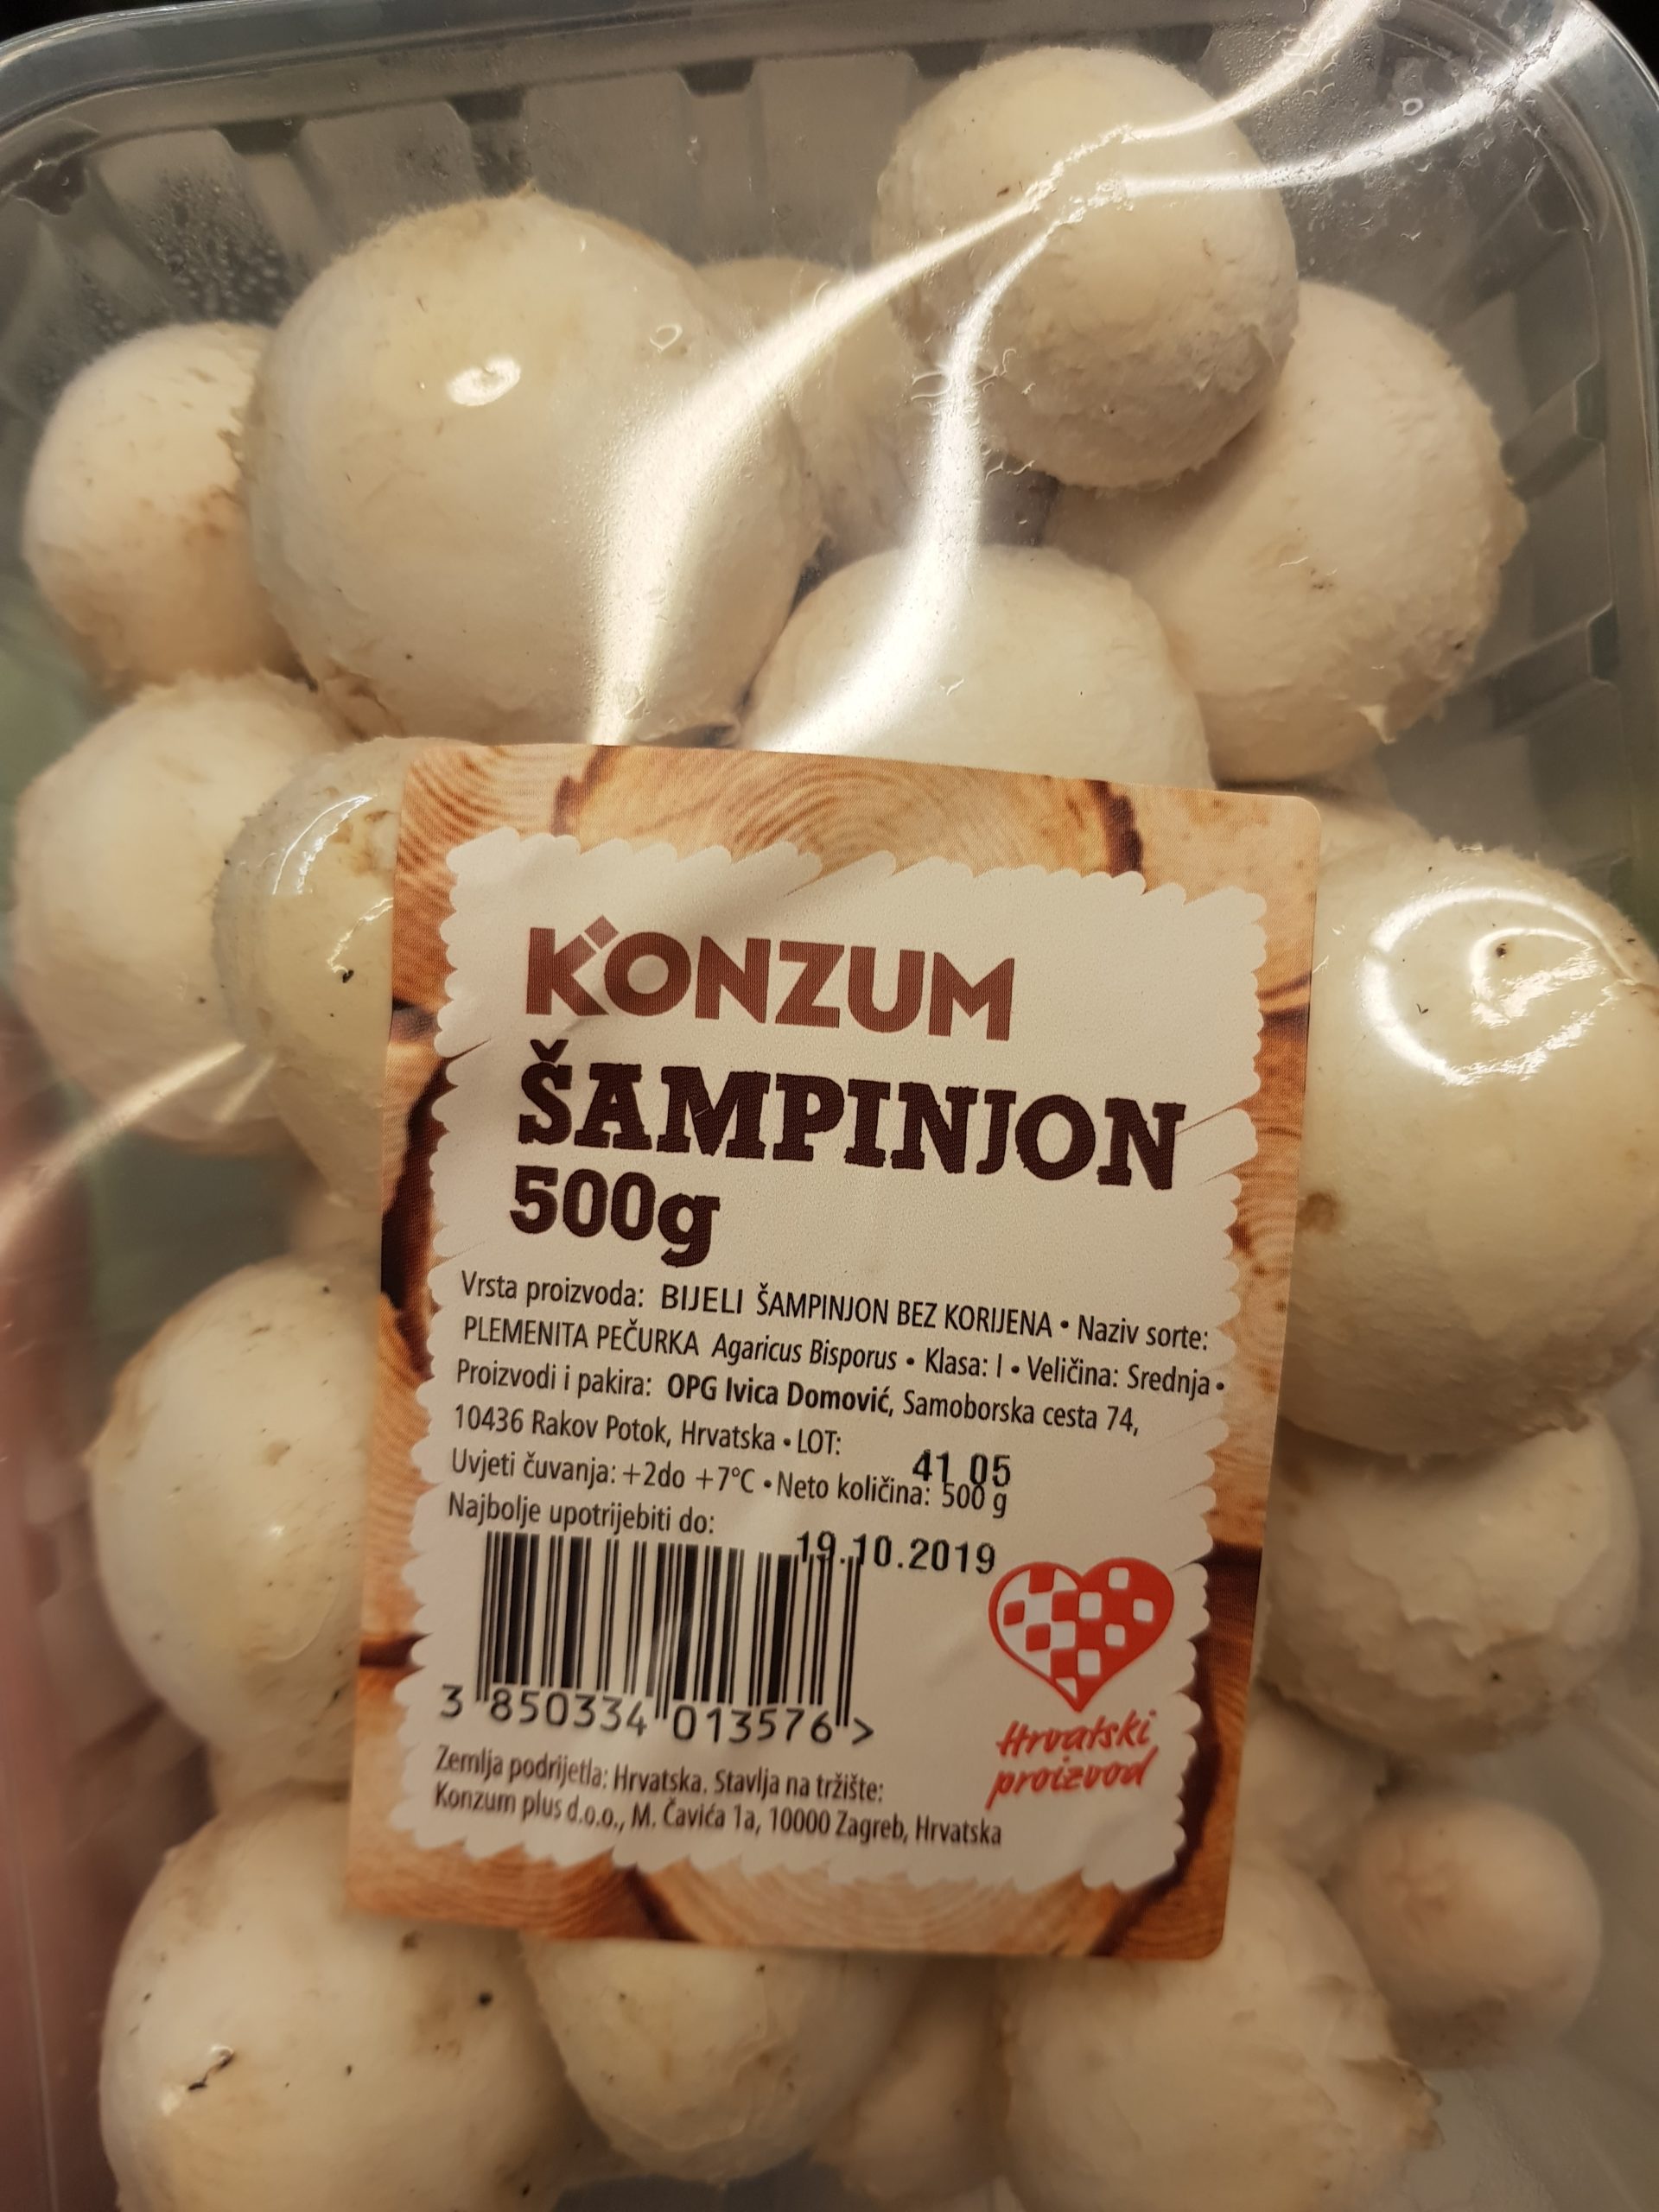 KONZUM
ŠAMPINJON
500g
Vrsta proizvoda: BIJELI ŠAMPINJON BEZ KORIJENA • Naziv sorte:
PLEMENITA PEČURKA Agaricus Bisporus • Klasa: I • Veličina: Srednja •
Proizvodi i pakira: OPG Ivica Domović, Samoborska cesta 74,
10436 Rakov Potok, Hrvatska • LOT: 41 05
Uvjeti čuvanja: +2do +7°C • Neto količina: 500 g
Najbolje upotrijebiti do: 19.10.2019
3 850334 013576 >
Hrvatski
proizvod
Zemlja podrijetla: Hrvatska. Stavlja na tržište:
Konzum plus d.o.o., M. Čavića 1a, 10000 Zagreb, Hrvatska